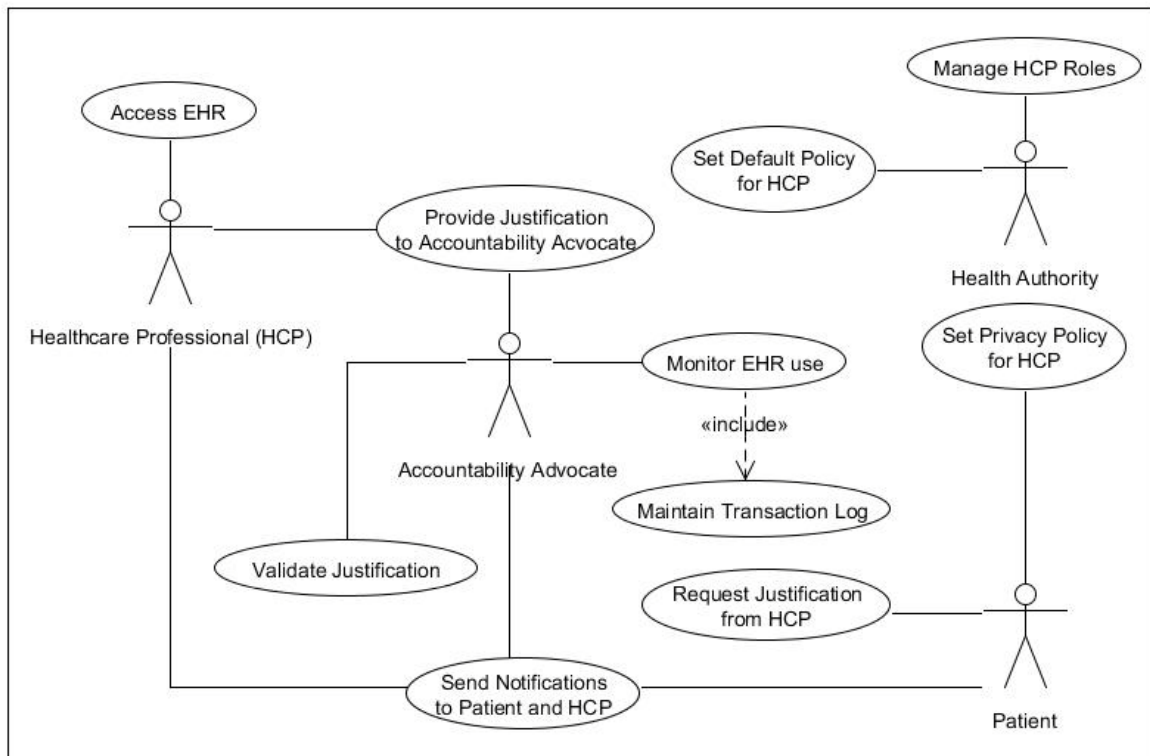 Manage HCP Roles
Access EHR
Set Default Policy
for HCP
Provide Justification
to Accountability Acvocate
Health Authority
Healthcare Professional (HCP)
Set Privacy Policy
for HCP
Monitor EHR use
«include»
Accountability Advocate
Maintain Transaction Log
Validate Justification
Request Justification
from HCP
Send Notifications
to Patient and HCP
Patient